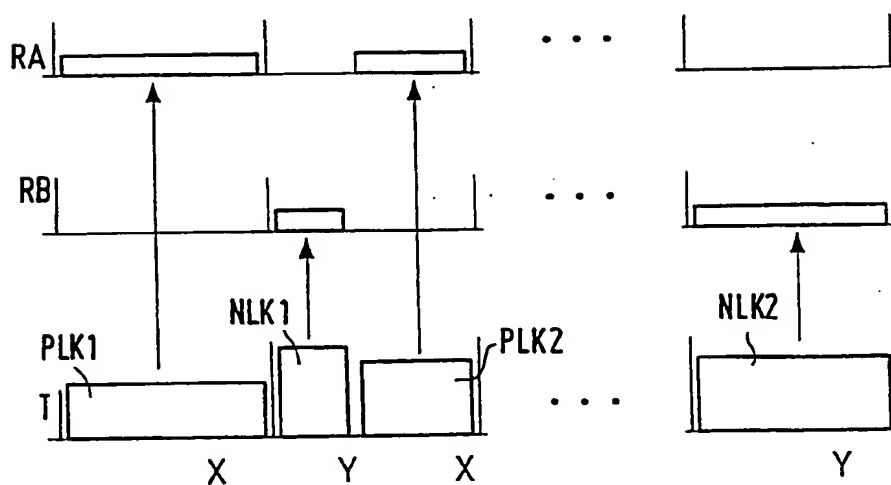 RA
...
RB
...
NLK1
NLK2
PLK1
PLK2
T
...
X Y X Y